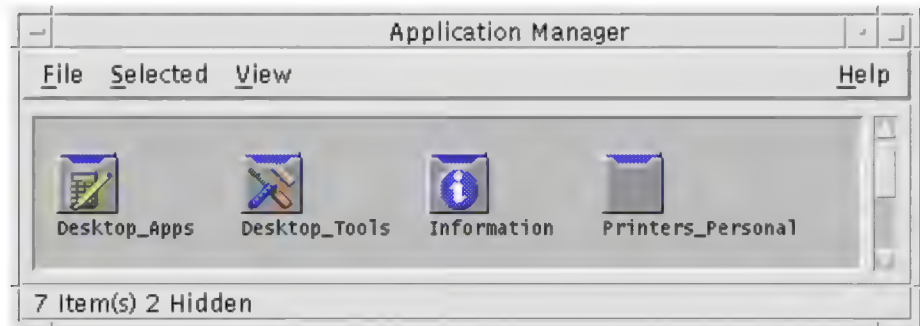 Application Manager
File Selected View Help
Desktop_Apps Desktop_Tools Information Printers_Personal
7 Item(s) 2 Hidden